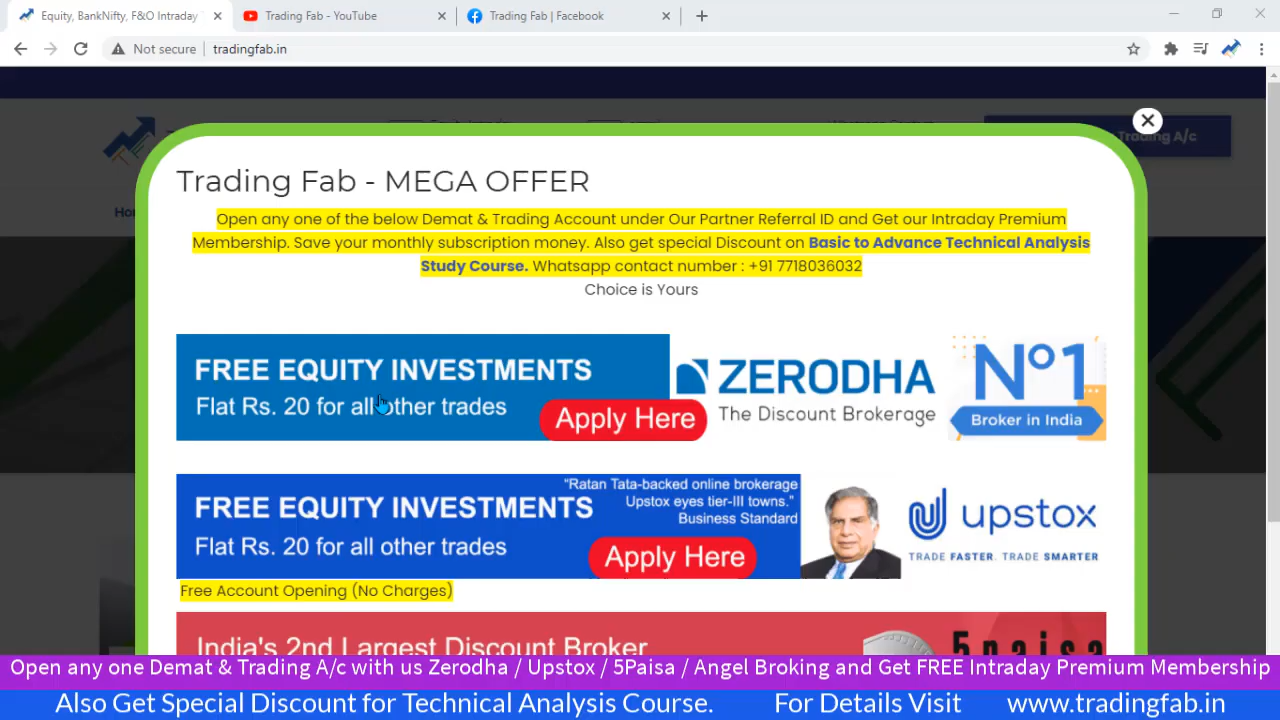 Equity, BankNifty, F&O Intraday
Trading Fab - YouTube
Trading Fab | Facebook
Not secure
tradingfab.in
Trading A/c
Trading Fab - MEGA OFFER
Open any one of the below Demat & Trading Account under Our Partner Referral ID and Get our Intraday Premium
Membership. Save your monthly subscription money. Also get special Discount on Basic to Advance Technical Analysis
Study Course. Whatsapp contact number : +91 7718036032
Choice is Yours
FREE EQUITY INVESTMENTS
Flat Rs. 20 for all other trades
Apply Here
ZERODHA
The Discount Brokerage
Nº1
Broker in India
FREE EQUITY INVESTMENTS
Flat Rs. 20 for all other trades
"Ratan Tata-backed online brokerage
Upstox eyes tier-III towns."
Business Standard
Apply Here
upstox
TRADE FASTER. TRADE SMARTER
Free Account Opening (No Charges)
India's 2nd Largest Discount Broker
5paisa
Open any one Demat & Trading A/c with us Zerodha / Upstox / 5Paisa / Angel Broking and Get FREE Intraday Premium Membership
Also Get Special Discount for Technical Analysis Course. For Details Visit www.tradingfab.in